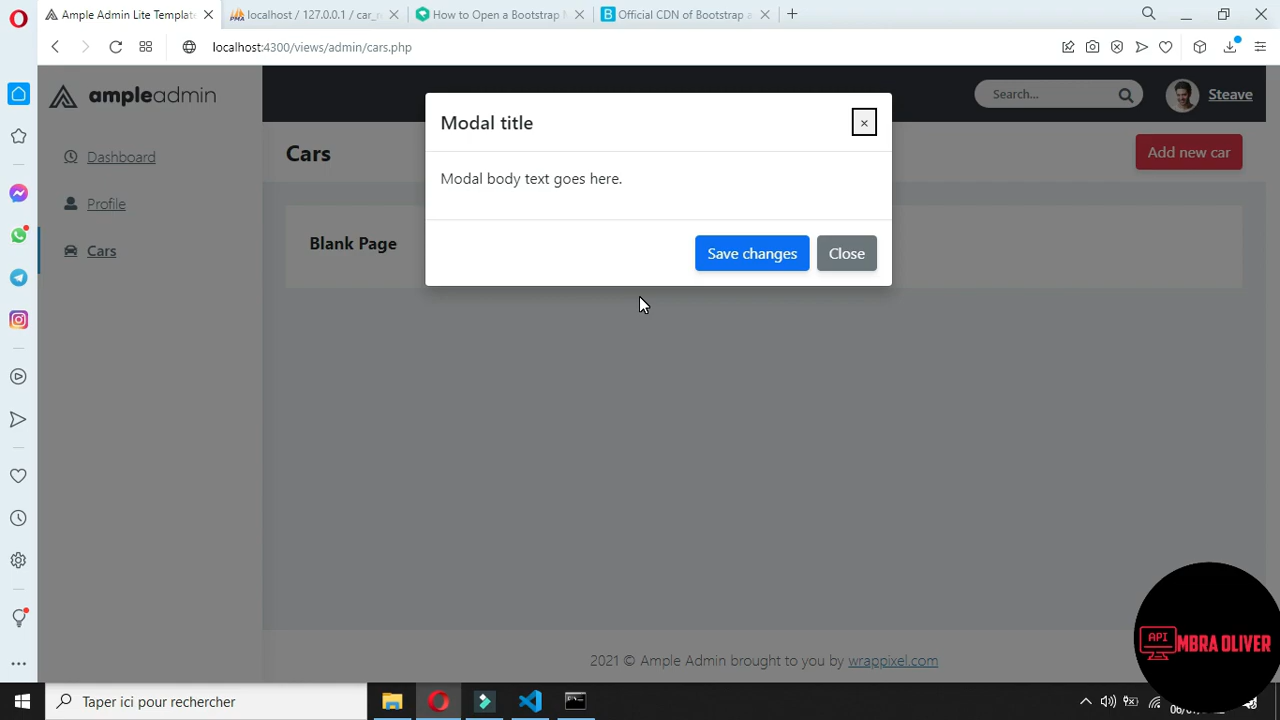 Ample Admin Lite Template
localhost / 127.0.0.1 / car_r
How to Open a Bootstrap M
Official CDN of Bootstrap a
localhost:4300/views/admin/cars.php
ampleadmin
Search...
Steave
Modal title
×
Cars
Add new car
Dashboard
Modal body text goes here.
Profile
Blank Page
Cars
Save changes
Close
2021 © Ample Admin brought to you by wrappixel.com
API
MBRA OLIVER
Taper ici pour rechercher